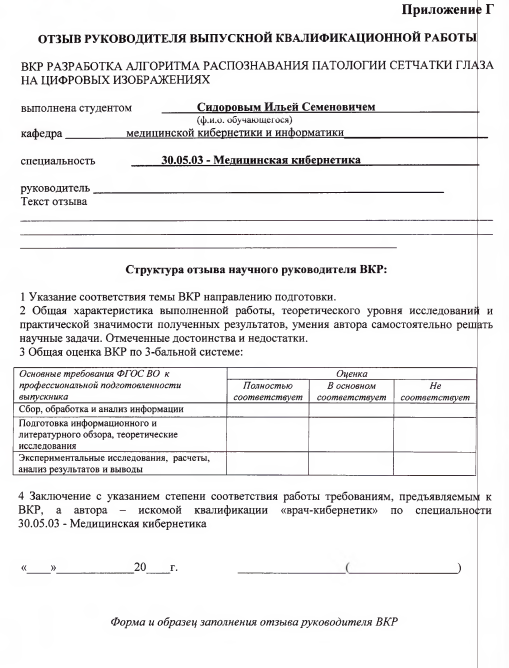 Приложение Г
ОТЗЫВ РУКОВОДИТЕЛЯ ВЫПУСКНОЙ КВАЛИФИКАЦИОННОЙ РАБОТЫ
ВКР РАЗРАБОТКА АЛГОРИТМА РАСПОЗНАВАНИЯ ПАТОЛОГИИ СЕТЧАТКИ ГЛАЗА
НА ЦИФРОВЫХ ИЗОБРАЖЕНИЯХ
выполнена студентом Сидоровым Ильей Семеновичем
(ф.и.о. обучающегося)
кафедра медицинской кибернетики и информатики
специальность 30.05.03 - Медицинская кибернетика
руководитель
Текст отзыва
Структура отзыва научного руководителя ВКР:
1 Указание соответствия темы ВКР направлению подготовки.
2 Общая характеристика выполненной работы, теоретического уровня исследований и
практической значимости полученных результатов, умения автора самостоятельно решать
научные задачи. Отмеченные достоинства и недостатки.
3 Общая оценка ВКР по 3-бальной системе:
Основные требования ФГОС ВО к
профессиональной подготовленности
выпускника
Оценка
Полностью
соответствует
В основном
соответствует
Не
соответствует
Сбор, обработка и анализ информации
Подготовка информационного и
литературного обзора, теоретические
исследования
Экспериментальные исследования, расчеты,
анализ результатов и выводы
4 Заключение с указанием степени соответствия работы требованиям, предъявляемым к
ВКР, а автора – искомой квалификации «врач-кибернетик» по специальности
30.05.03 - Медицинская кибернетика
«____»____________20___г. ____________________(________________)
Форма и образец заполнения отзыва руководителя ВКР